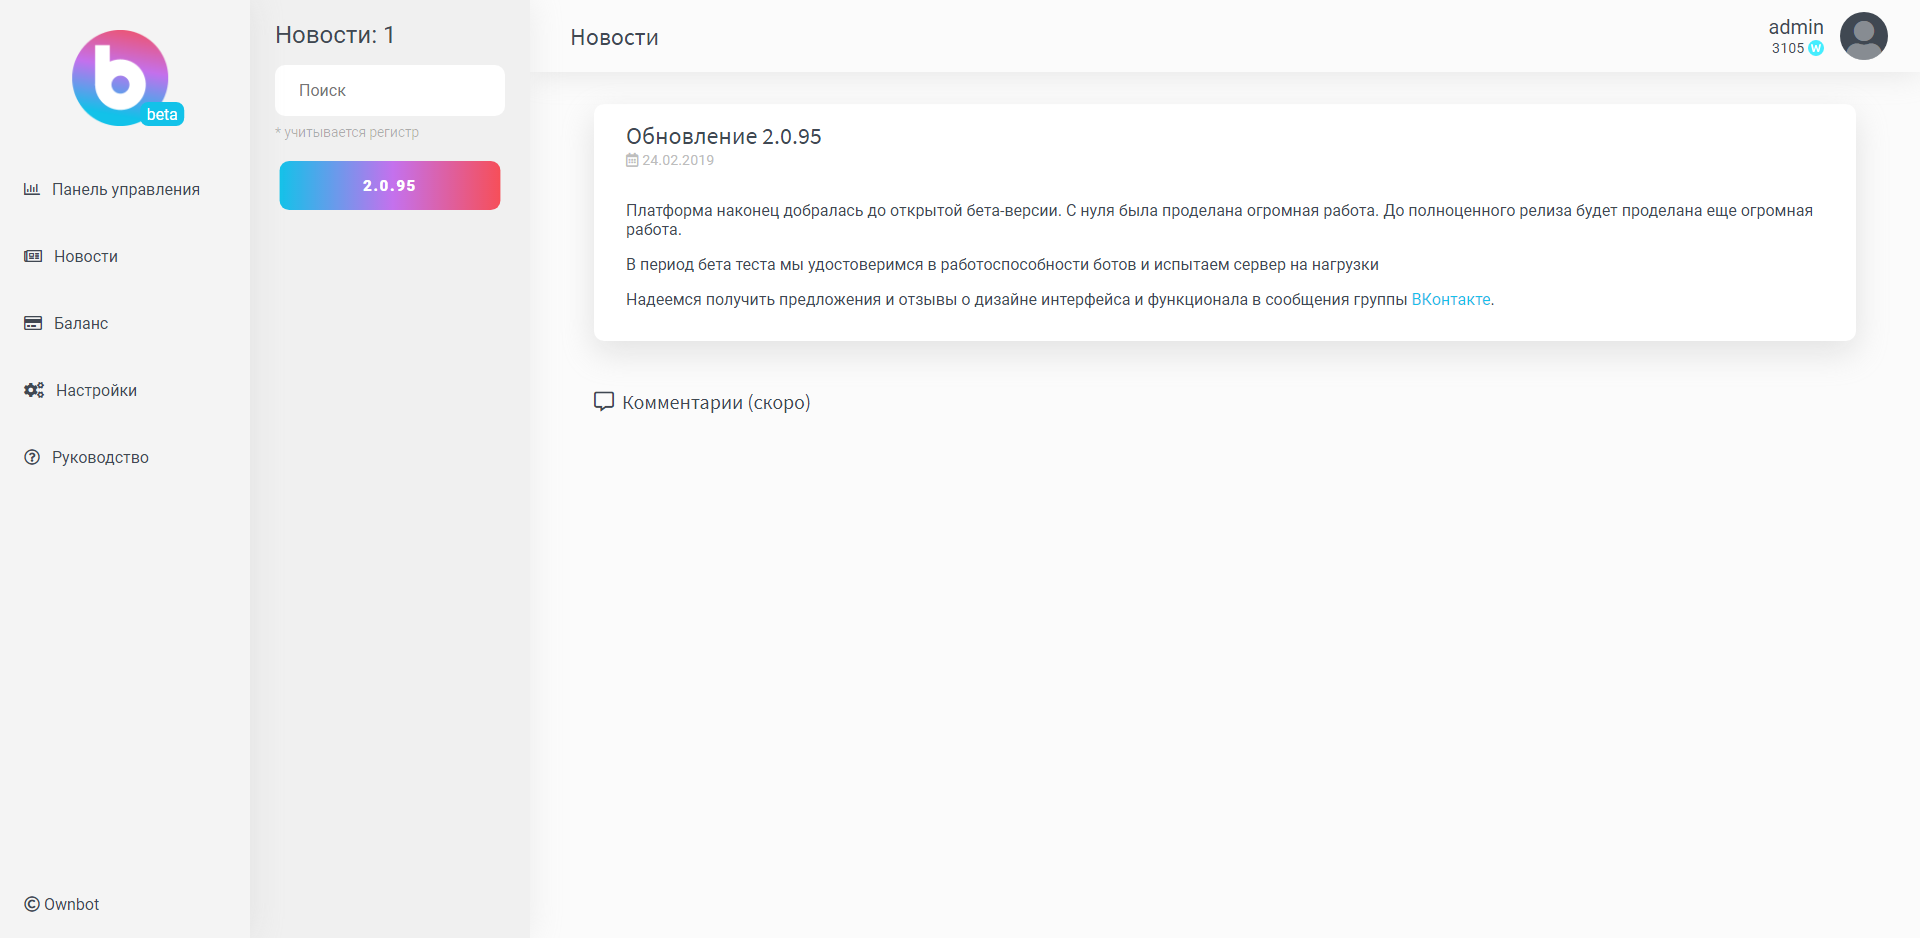 b
beta
Панель управления
Новости
Баланс
Настройки
Руководство
© Ownbot
Новости: 1
Поиск
* учитывается регистр
2.0.95
Новости
admin
3105 W
Обновление 2.0.95
24.02.2019
Платформа наконец добралась до открытой бета-версии. С нуля была проделана огромная работа. До полноценного релиза будет проделана еще огромная
работа.
В период бета теста мы удостоверимся в работоспособности ботов и испытаем сервер на нагрузки
Надеемся получить предложения и отзывы о дизайне интерфейса и функционала в сообщения группы ВКонтакте.
Комментарии (скоро)